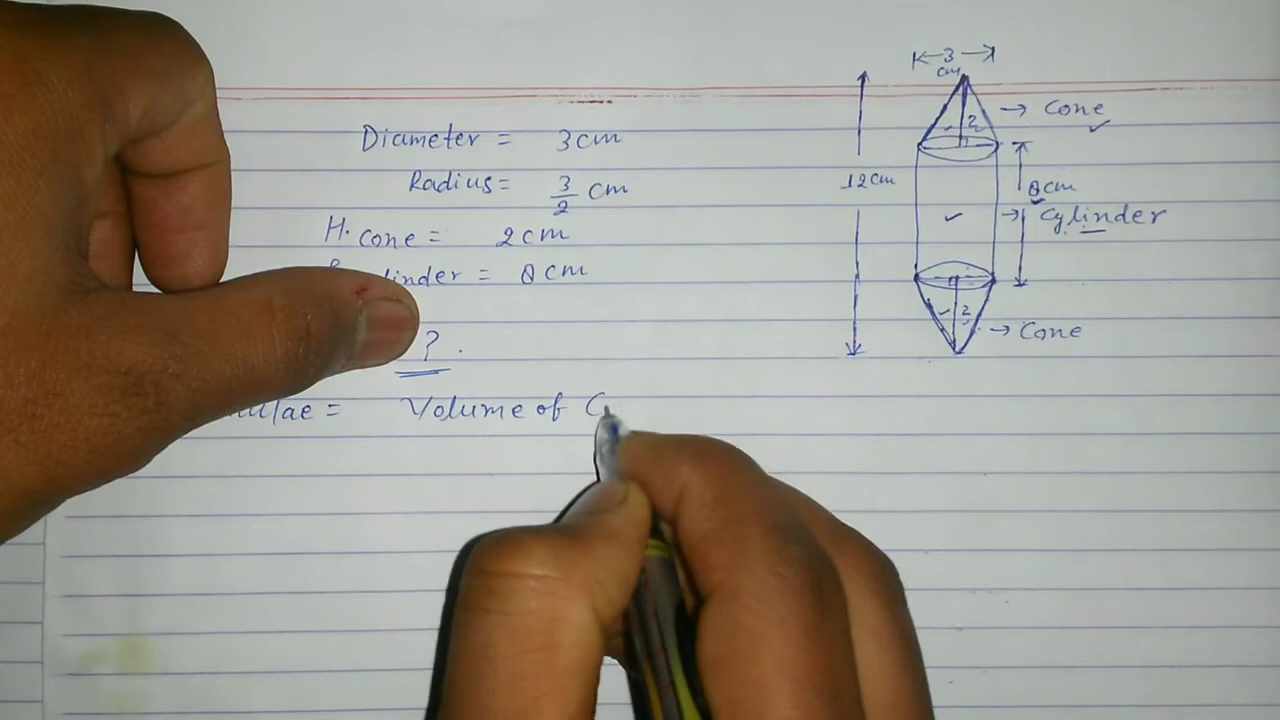 Diameter = 3cm
Radius = 3/2 cm
H. cone = 2cm
linder = 8cm
?.
ulae = Volume of C
3
cm
2
→ Cone
12cm
8cm
→ Cylinder
2
→ Cone